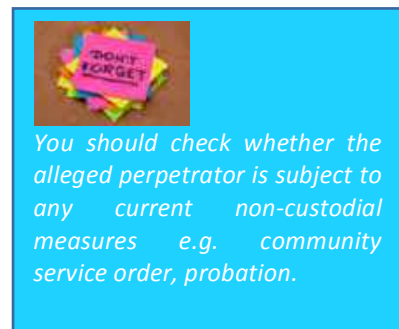 DON'T
FORGET
You should check whether the
alleged perpetrator is subject to
any current non-custodial
measures e.g. community
service order, probation.